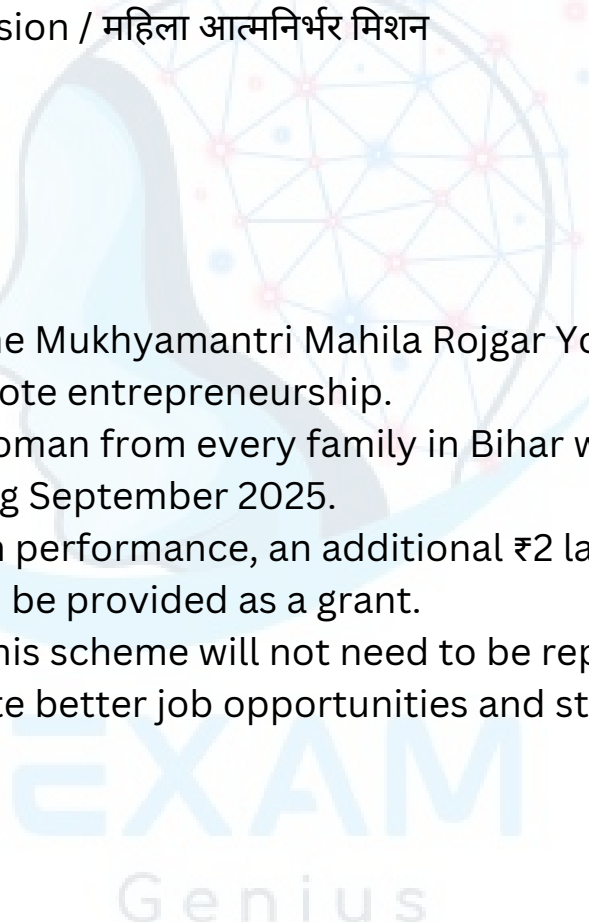 sion / महिला आत्मनिर्भर मिशन
ne Mukhyamantri Mahila Rojgar Yo
ote entrepreneurship.
oman from every family in Bihar w
g September 2025.
n performance, an additional ₹2 la
be provided as a grant.
his scheme will not need to be rep
te better job opportunities and st
EXAM
Genius